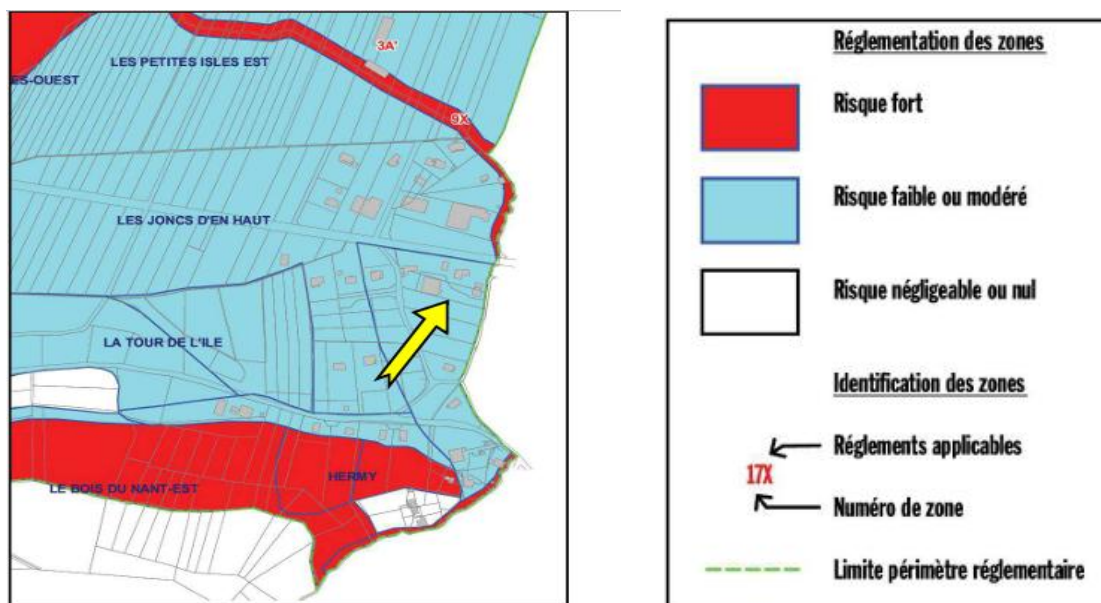 3A'
LES PETITES ISLES EST
ES-OUEST
9X
LES JONCS D'EN HAUT
LA TOUR DE L'ILE
HERMY
LE BOIS DU NANT-EST
Réglementation des zones
Risque fort
Risque faible ou modéré
Risque négligeable ou nul
Identification des zones
Réglements applicables
17X
Numéro de zone
Limite périmètre réglementaire